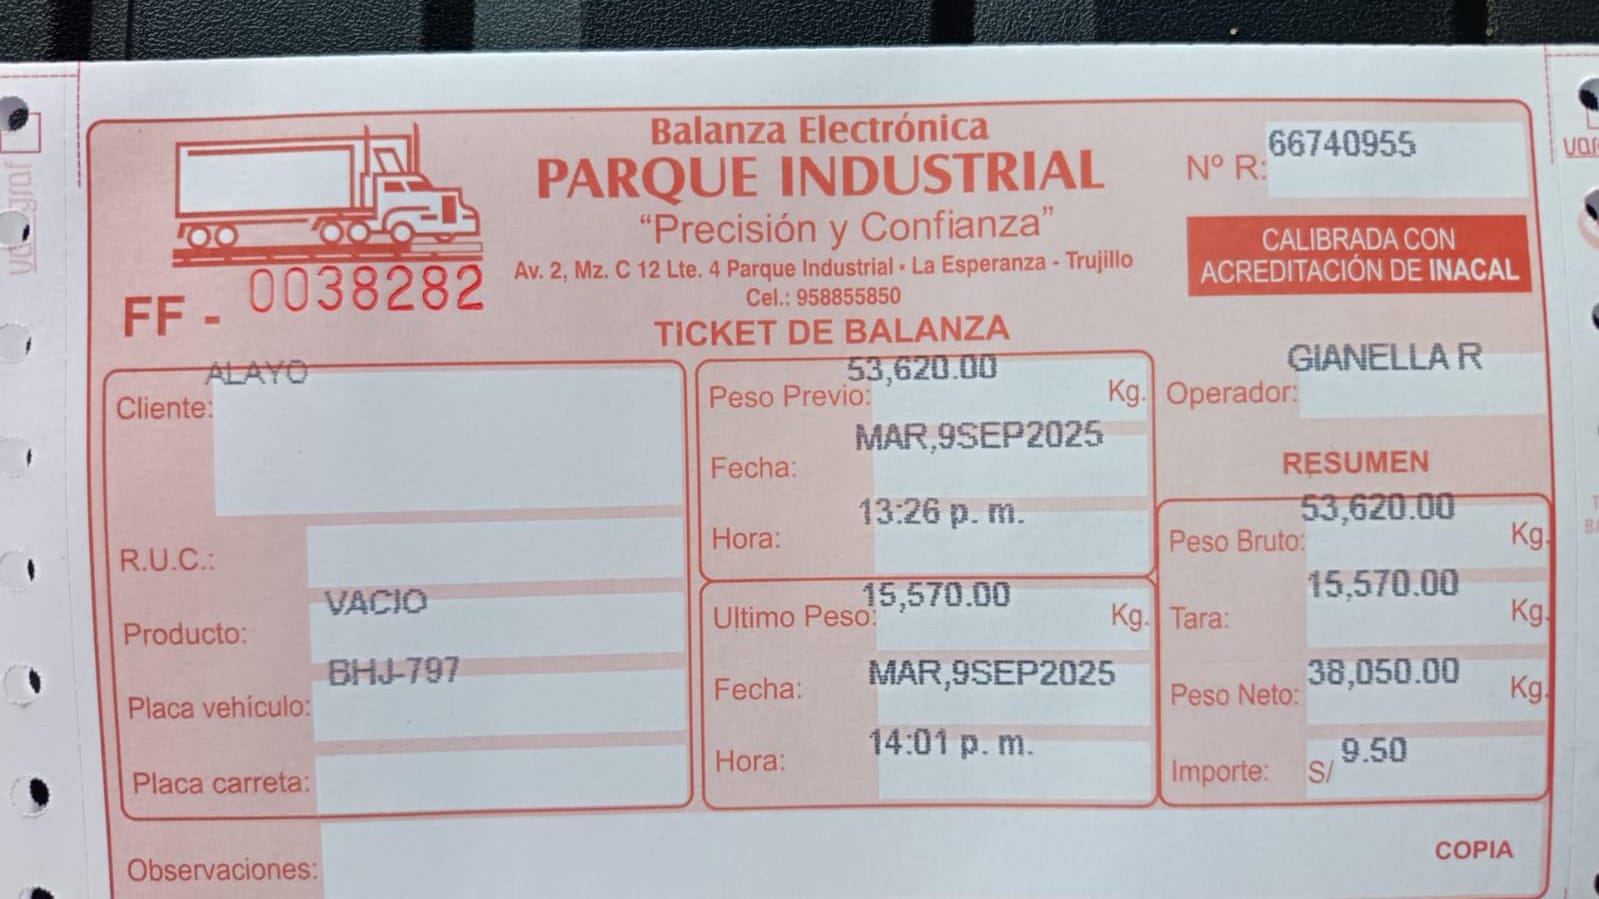 Balanza Electrónica
PARQUE INDUSTRIAL
“Precisión y Confianza”
Av. 2, Mz. C 12 Lte. 4 Parque Industrial • La Esperanza - Trujillo
Cel.: 958855850
Nº R: 66740955
CALIBRADA CON
ACREDITACIÓN DE INACAL
FF - 0038282
TICKET DE BALANZA
Cliente: ALAYO
R.U.C.:
Producto: VACIO
Placa vehículo: BHJ-797
Placa carreta:
Peso Previo: 53,620.00 Kg.
Fecha: MAR,9SEP2025
Hora: 13:26 p. m.
Ultimo Peso: 15,570.00 Kg.
Fecha: MAR,9SEP2025
Hora: 14:01 p. m.
Operador: GIANELLA R
RESUMEN
Peso Bruto: 53,620.00 Kg.
Tara: 15,570.00 Kg.
Peso Neto: 38,050.00 Kg.
Importe: S/ 9.50
Observaciones:
COPIA